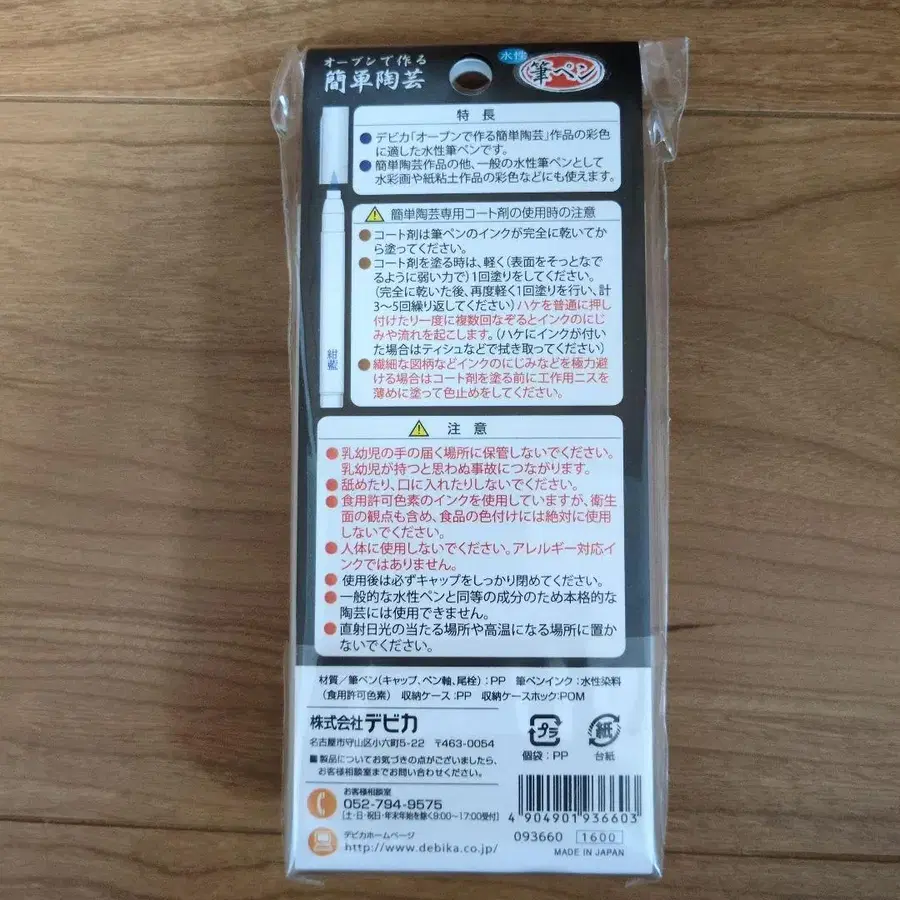 オーブンで作る
簡単陶芸
水性
筆ペン
特長
●デビカ「オーブンで作る簡単陶芸」作品の彩色
に適した水性筆ペンです。
●簡単陶芸作品の他、一般の水性筆ペンとして
水彩画や紙粘土作品の彩色などにも使えます。
簡単陶芸専用コート剤の使用時の注意
●コート剤は筆ペンのインクが完全に乾いてか
ら塗ってください。
●コート剤を塗る時は、軽く(表面をそっとなで
るように弱い力で)1回塗りをしてください。
(完全に乾いた後、再度軽く1回塗りを行い、計
3〜5回繰り返してください)ハケを普通に押し
付けたり一度に複数回なぞるとインクのにじ
みや流れを起こします。(ハケにインクが付い
た場合はティシュなどで拭き取ってください)
●繊細な図柄などインクのにじみなどを極力避
ける場合はコート剤を塗る前に工作用ニスを
薄めに塗って色止めをしてください。
紺藍
注意
●乳幼児の手の届く場所に保管しないでください。
乳幼児が持つと思わぬ事故につながります。
●舐めたり、口に入れたりしないでください。
●食用許可色素のインクを使用していますが、衛生
面の観点も含め、食品の色付けには絶対に使用
しないでください。
●人体に使用しないでください。アレルギー対応イ
ンクではありません。
●使用後は必ずキャップをしっかり閉めてください。
●一般的な水性ペンと同等の成分のため本格的な
陶芸には使用できません。
●直射日光の当たる場所や高温になる場所に置か
ないでください。
材質/筆ペン(キャップ、ペン軸、尾栓):PP 筆ペンインク:水性染料
(食用許可色素) 収納ケース:PP 収納ケースホック:POM
株式会社デビカ
名古屋市守山区小六町5-22 〒463-0054
■製品についてお気づきの点がございましたら、
お客様相談室までお問い合わせください。
プラ
個袋:PP
紙
台紙
お客様相談室
052-794-9575
[土・日・祝日・年末年始を除く9:00〜17:00受付]
デビカホームページ
http://www.debika.co.jp/
4 904901 936603
093660 1600
MADE IN JAPAN